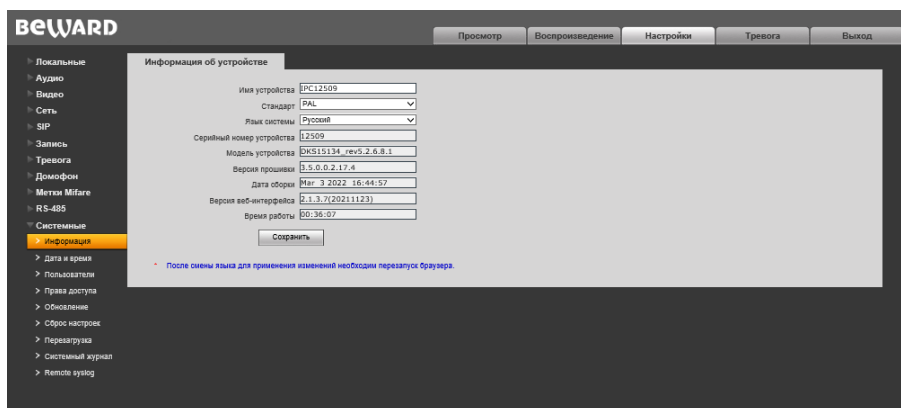 BEWARD
Просмотр
Воспроизведение
Настройки
Тревога
Выход
Локальные
Аудио
Видео
Сеть
SIP
Запись
Тревога
Домофон
Метки Mifare
RS-485
Системные
Информация
Дата и время
Пользователи
Права доступа
Обновление
Сброс настроек
Перезагрузка
Системный журнал
Remote syslog
Информация об устройстве
Имя устройства IPC12509
Стандарт PAL
Язык системы Русский
Серийный номер устройства 12509
Модель устройства DKS15134_rev5.2.6.8.1
Версия прошивки 3.5.0.0.2.17.4
Дата сборки Mar 3 2022 16:44:57
Версия веб-интерфейса 2.1.3.7(20211123)
Время работы 00:36:07
Сохранить
* После смены языка для применения изменений необходим перезапуск браузера.